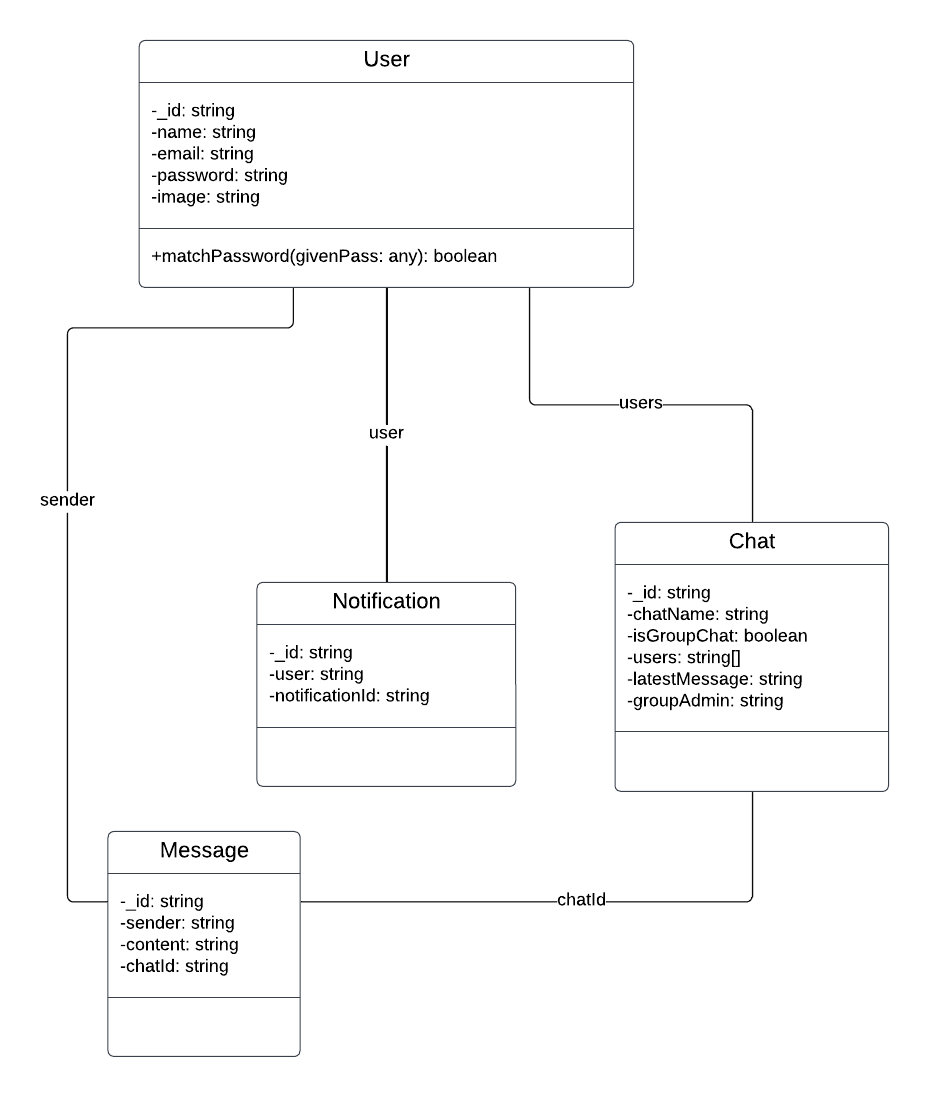 User
-_id: string
-name: string
-email: string
-password: string
-image: string
+matchPassword(givenPass: any): boolean
users
user
sender
Chat
-_id: string
-chatName: string
-isGroupChat: boolean
-users: string[]
-latestMessage: string
-groupAdmin: string
Notification
-_id: string
-user: string
-notificationId: string
Message
-_id: string
-sender: string
-content: string
-chatId: string
chatId